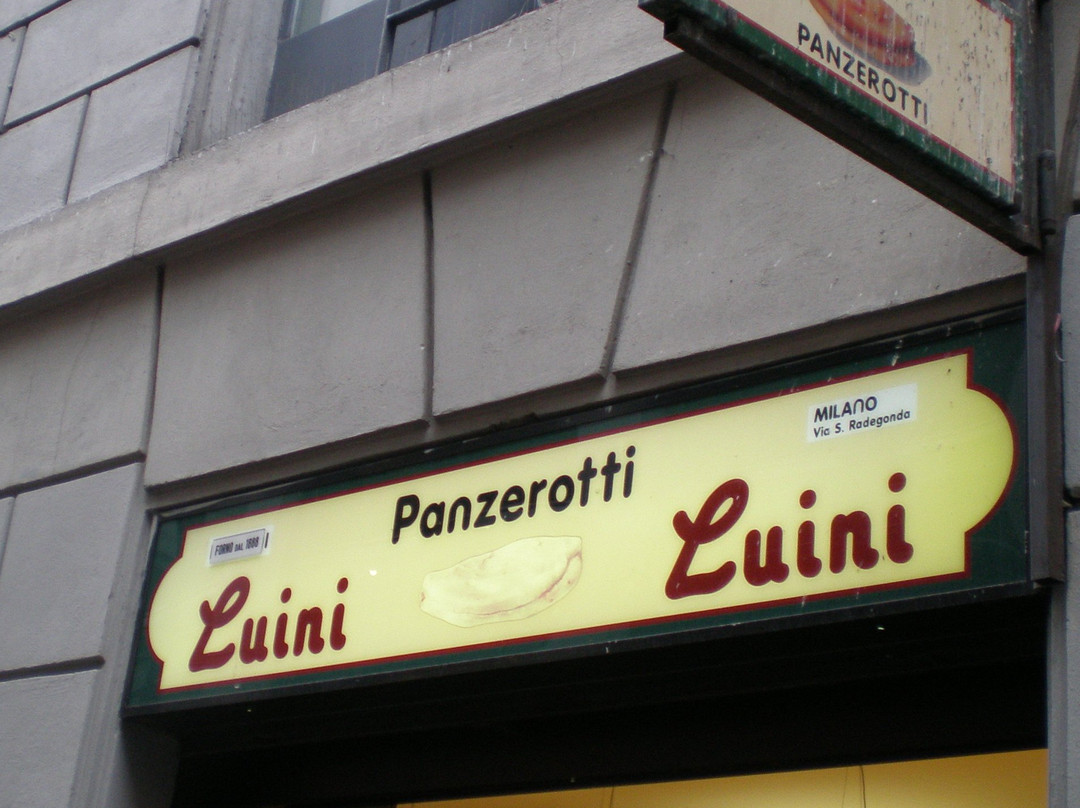 PANZEROTTI
MILANO
Via S. Radegonda
Panzerotti
FORNO DAL 1888
Luini
Luini